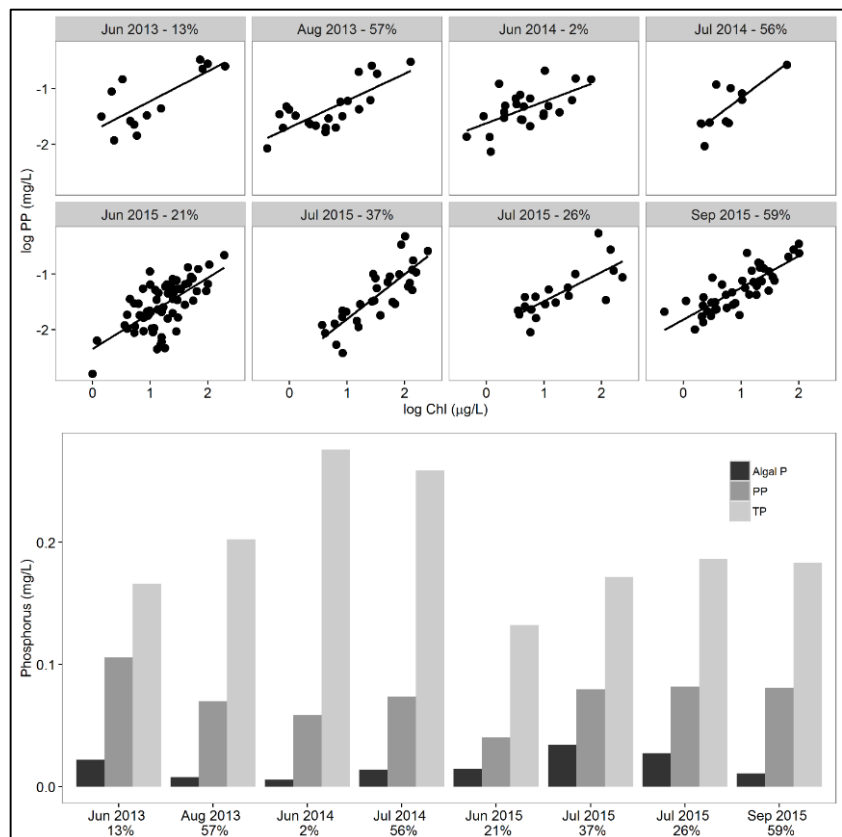 Jun 2013 - 13%
Aug 2013 - 57%
Jun 2014 - 2%
Jul 2014 - 56%
-1
-2
Jun 2015 - 21%
Jul 2015 - 37%
Jul 2015 - 26%
Sep 2015 - 59%
-1
-2
log PP (mg/L)
0 1 2
0 1 2
0 1 2
0 1 2
log Chl (µg/L)
Algal P
PP
TP
0.2
0.1
0.0
Phosphorus (mg/L)
Jun 2013
13%
Aug 2013
57%
Jun 2014
2%
Jul 2014
56%
Jun 2015
21%
Jul 2015
37%
Jul 2015
26%
Sep 2015
59%